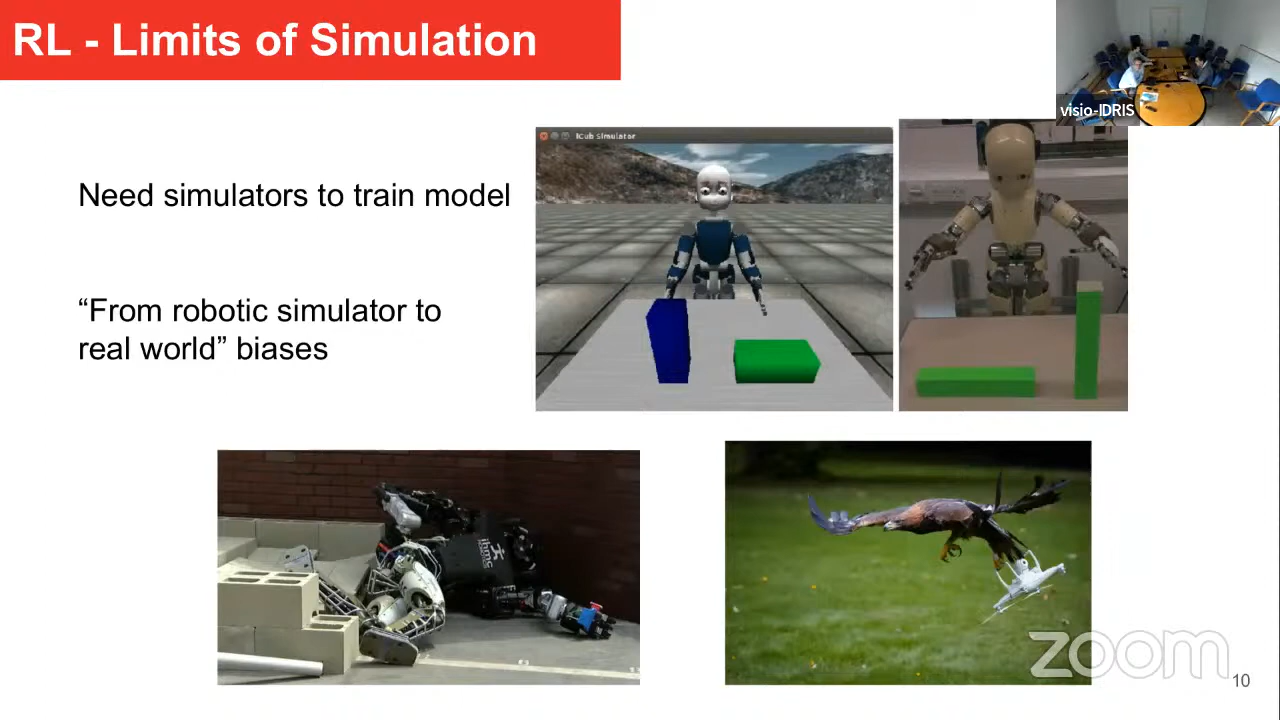 RL - Limits of Simulation
visio-IDRIS
iCub Simulator
Need simulators to train model
“From robotic simulator to
real world” biases
ihmc
zoom
10